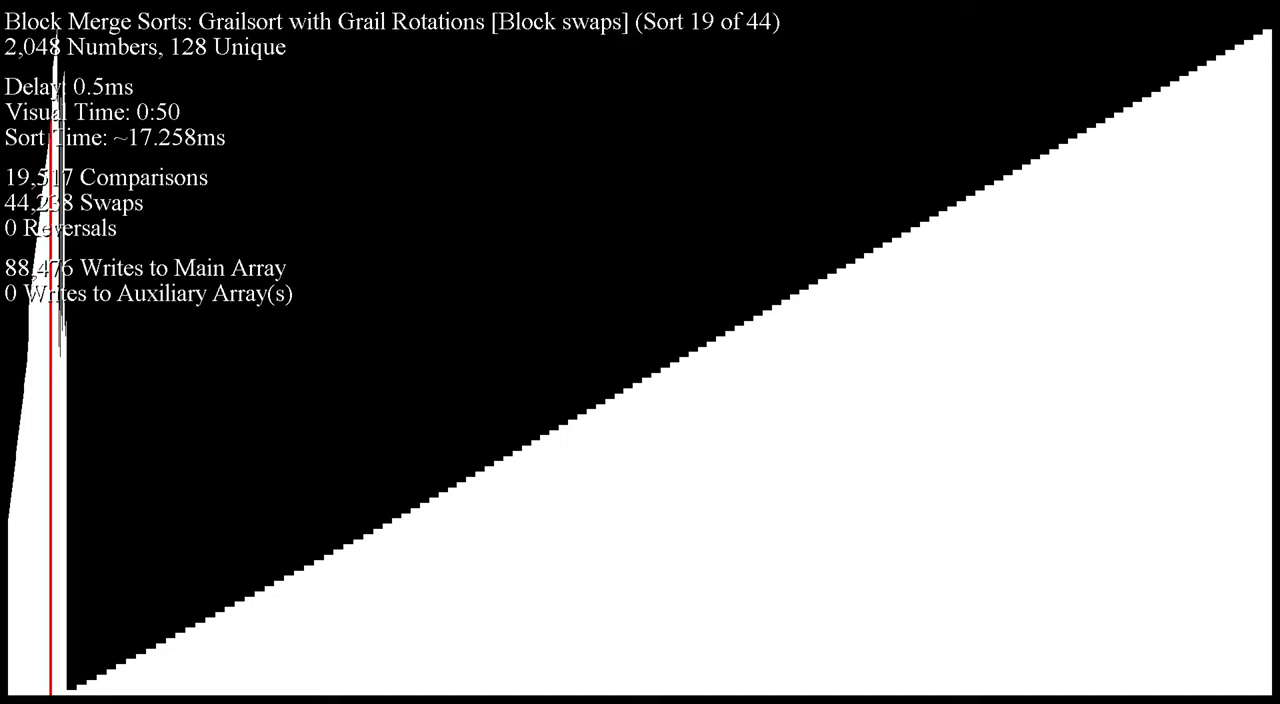 Block Merge Sorts: Grailsort with Grail Rotations [Block swaps] (Sort 19 of 44)
2,048 Numbers, 128 Unique
Delay: 0.5ms
Visual Time: 0:50
Sort Time: ~17.258ms
19,517 Comparisons
44,238 Swaps
0 Reversals
88,476 Writes to Main Array
0 Writes to Auxiliary Array(s)